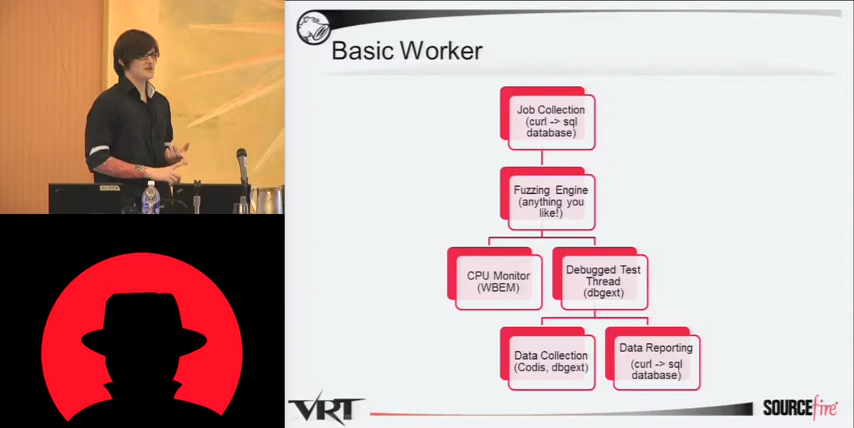 Basic Worker
Job Collection
(curl -> sql
database)
Fuzzing Engine
(anything you
like!)
CPU Monitor
(WBEM)
Debugged Test
Thread
(dbgext)
Data Collection
(Codis, dbgext)
Data Reporting
(curl -> sql
database)
VRT
SOURCEfire